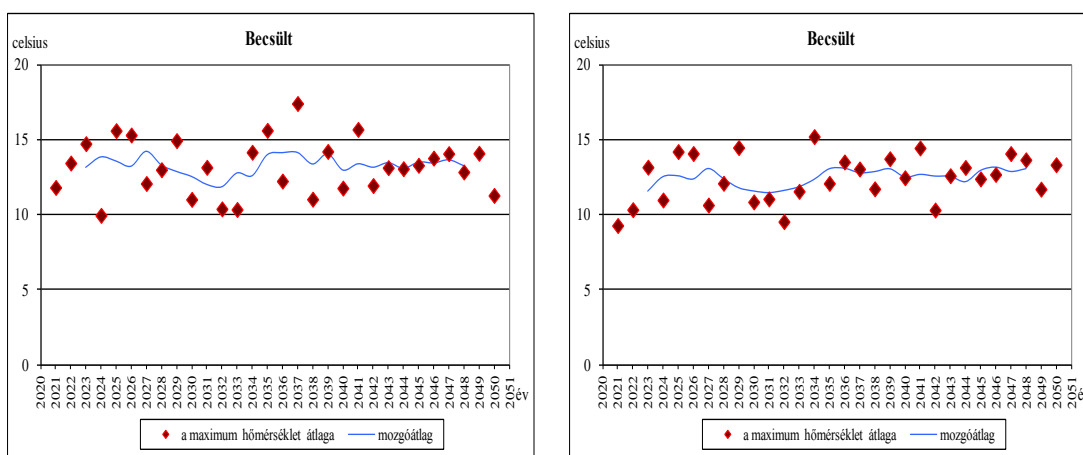 Becsült
celsius
20
15
10
5
0
2020 2021 2022 2023 2024 2025 2026 2027 2028 2029 2030 2031 2032 2033 2034 2035 2036 2037 2038 2039 2040 2041 2042 2043 2044 2045 2046 2047 2048 2049 2050 2051
év
a maximum hőmérséklet átlaga mozgóátlag
Becsült
celsius
20
15
10
5
0
2020 2021 2022 2023 2024 2025 2026 2027 2028 2029 2030 2031 2032 2033 2034 2035 2036 2037 2038 2039 2040 2041 2042 2043 2044 2045 2046 2047 2048 2049 2050 2051
év
a maximum hőmérséklet átlaga mozgóátlag